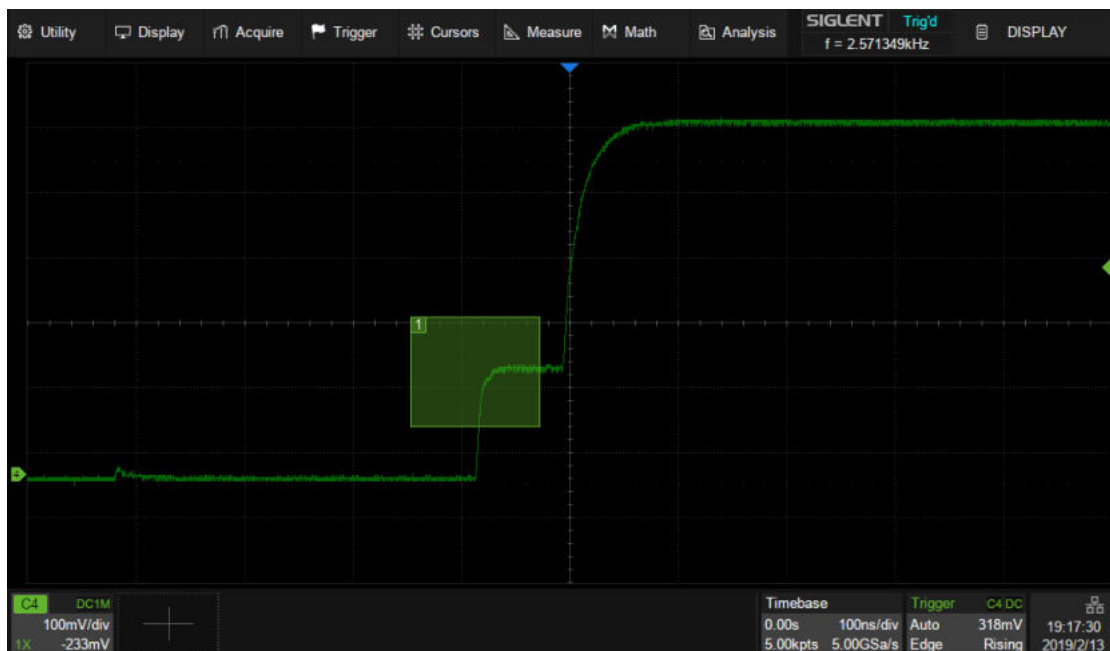 Utility Display Acquire Trigger Cursors Measure Math Analysis SIGLENT Trig'd DISPLAY
f = 2.571349kHz
1
4
C4 DC1M Timebase Trigger C4 DC
100mV/div 0.00s 100ns/div Auto 318mV 19:17:30
1X -233mV 5.00kpts 5.00GSa/s Edge Rising 2019/2/13